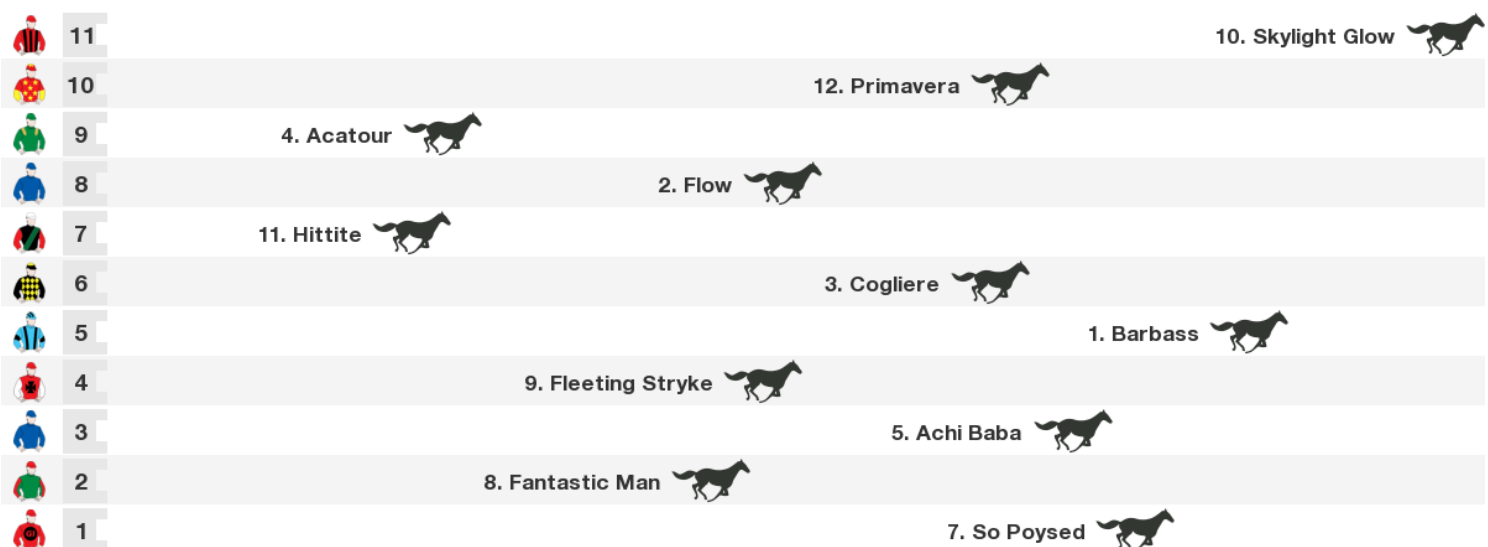 11 10. Skylight Glow
10 12. Primavera
9 4. Acatour
8 2. Flow
7 11. Hittite
6 3. Cogliere
5 1. Barbass
4 9. Fleeting Stryke
3 5. Achi Baba
2 8. Fantastic Man
1 7. So Poysed